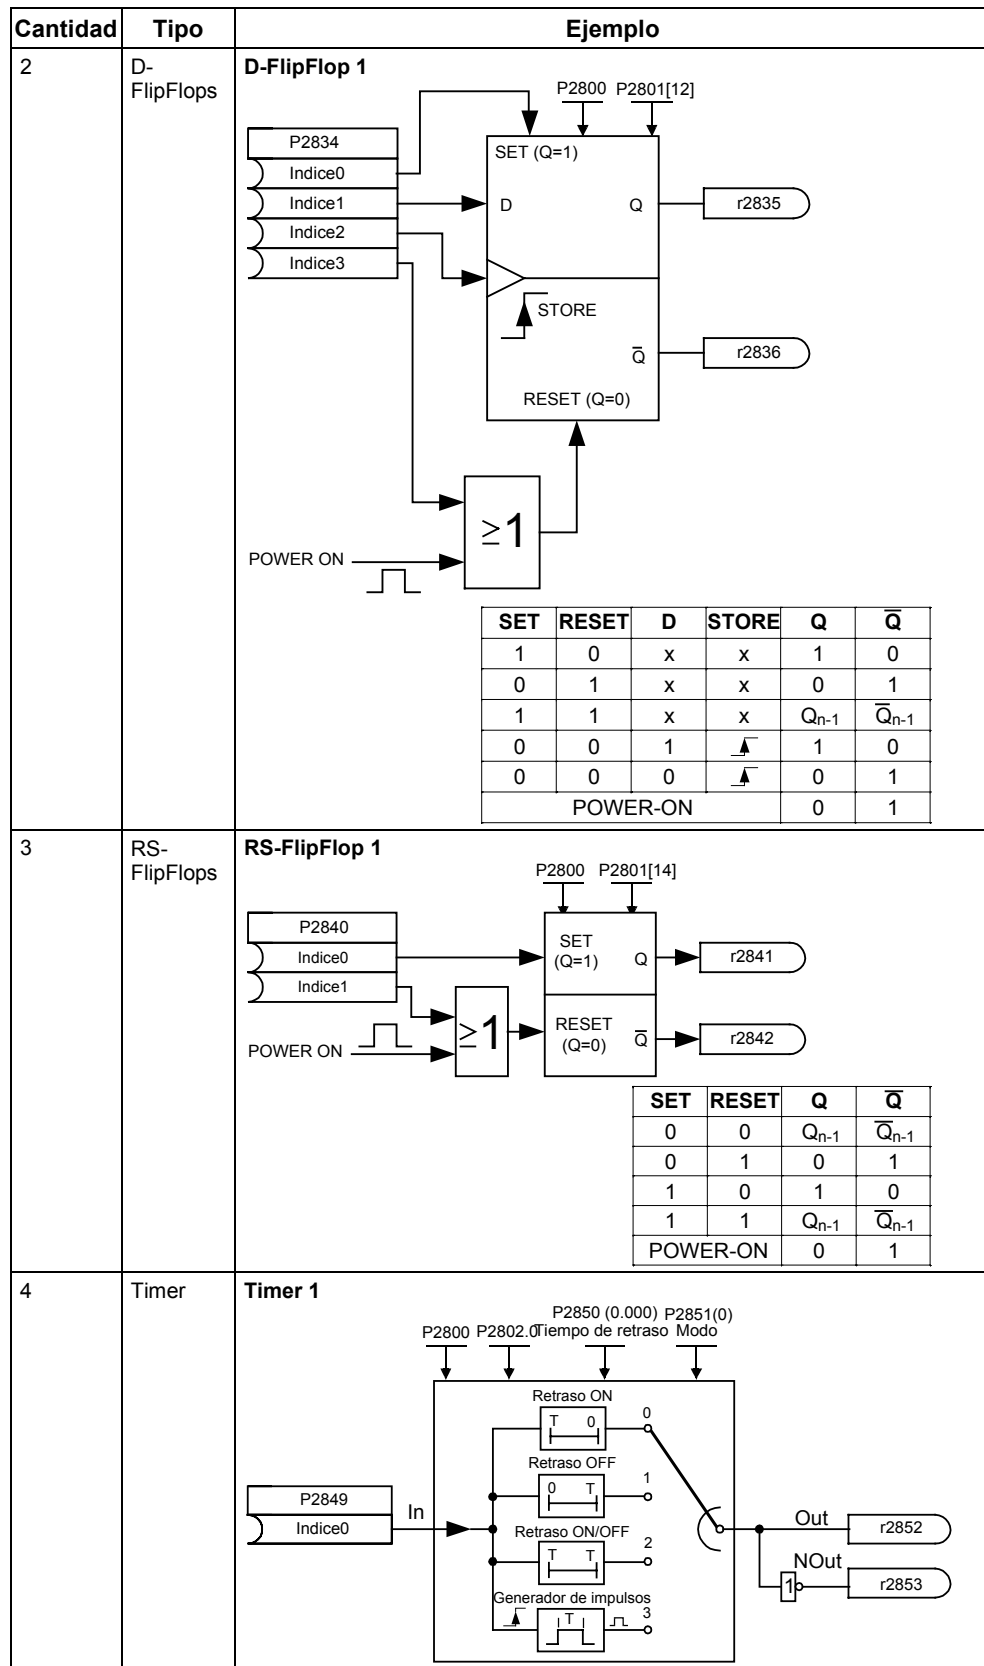 Cantidad Tipo Ejemplo
2 D-FlipFlops D-FlipFlop 1
P2800 P2801[12]
P2834
Indice0
Indice1
Indice2
Indice3
SET (Q=1)
D Q r2835
STORE
Q̅ r2836
RESET (Q=0)
≥1
POWER ON
SET RESET D STORE Q Q̅
1 0 x x 1 0
0 1 x x 0 1
1 1 x x Qn-1 Q̅n-1
0 0 1 1 0
0 0 0 0 1
POWER-ON 0 1
3 RS-FlipFlops RS-FlipFlop 1
P2800 P2801[14]
P2840
Indice0
Indice1
SET
(Q=1) Q r2841
RESET
(Q=0) Q̅ r2842
≥1
POWER ON
SET RESET Q Q̅
0 0 Qn-1 Q̅n-1
0 1 0 1
1 0 1 0
1 1 Qn-1 Q̅n-1
POWER-ON 0 1
4 Timer Timer 1
P2850 (0.000) P2851(0)
P2800 P2802.0 Tiempo de retraso Modo
Retraso ON
T 0 0
Retraso OFF
0 T 1
P2849
Indice0
In
Retraso ON/OFF
T T 2
Generador de impulsos
T 3
Out r2852
NOut
1 r2853